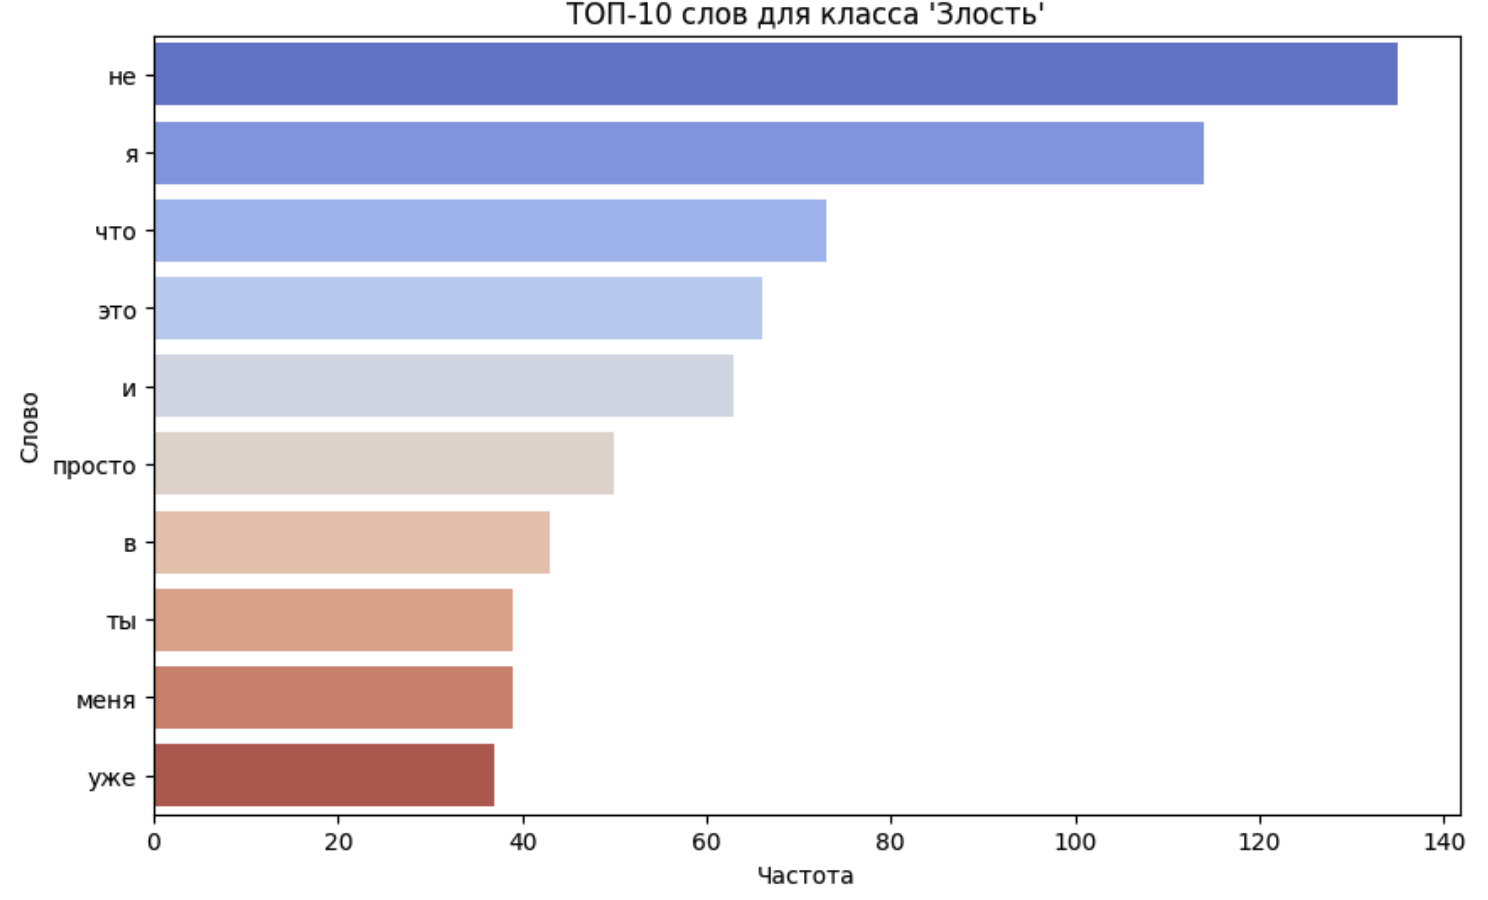 ТОП-10 слов для класса 'Злость'
не
я
что
это
и
просто
в
ты
меня
уже
Слово
0 20 40 60 80 100 120 140
Частота